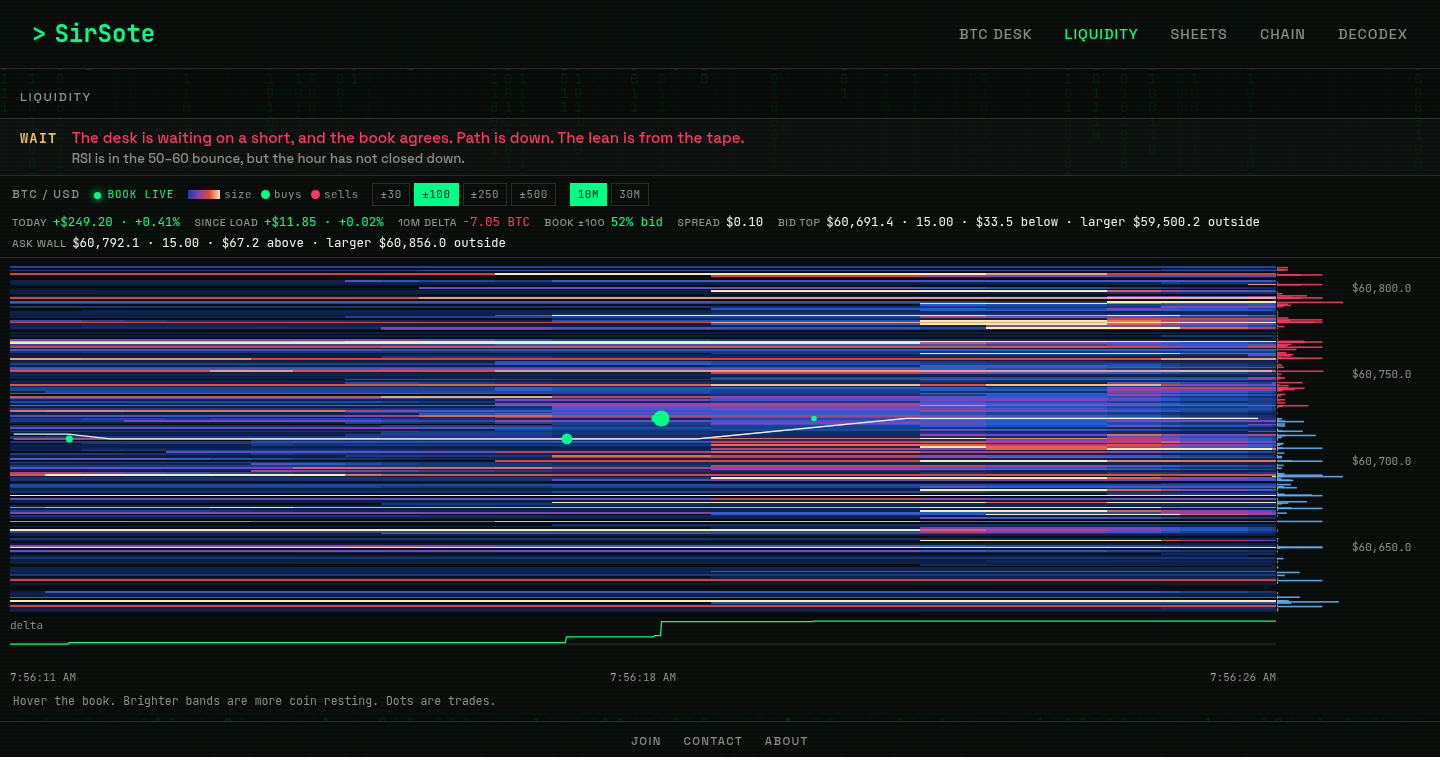 > SirSote
BTC DESK LIQUIDITY SHEETS CHAIN DECODEX
LIQUIDITY
WAIT The desk is waiting on a short, and the book agrees. Path is down. The lean is from the tape.
RSI is in the 50–60 bounce, but the hour has not closed down.
BTC / USD BOOK LIVE size buys sells ±30 ±100 ±250 ±500 10M 30M
TODAY +$249.20 · +0.41% SINCE LOAD +$11.85 · +0.02% 10M DELTA -7.05 BTC BOOK ±100 52% bid SPREAD $0.10 BID TOP $60,691.4 · 15.00 · $33.5 below · larger $59,500.2 outside
ASK WALL $60,792.1 · 15.00 · $67.2 above · larger $60,856.0 outside
$60,800.0
$60,750.0
$60,700.0
$60,650.0
delta
7:56:11 AM 7:56:18 AM 7:56:26 AM
Hover the book. Brighter bands are more coin resting. Dots are trades.
JOIN CONTACT ABOUT